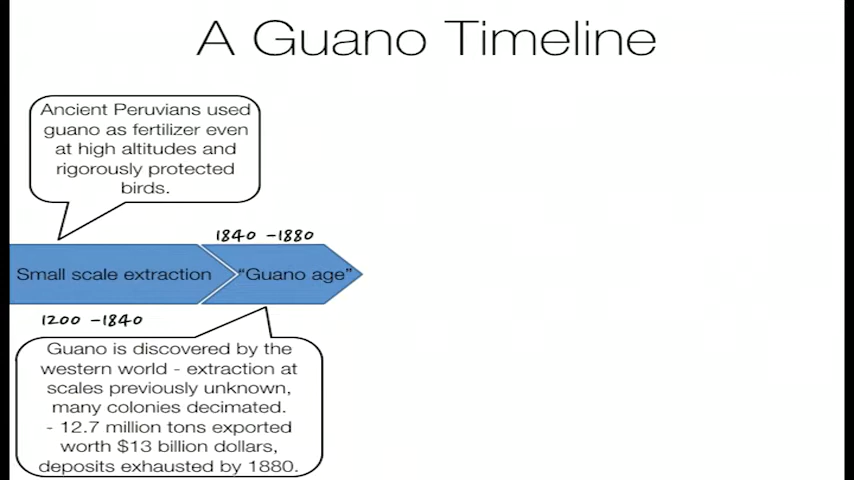 A Guano Timeline
Ancient Peruvians used
guano as fertilizer even
at high altitudes and
rigorously protected
birds.
1840 -1880
Small scale extraction
“Guano age”
1200 -1840
Guano is discovered by the
western world - extraction at
scales previously unknown,
many colonies decimated.
- 12.7 million tons exported
worth $13 billion dollars,
deposits exhausted by 1880.